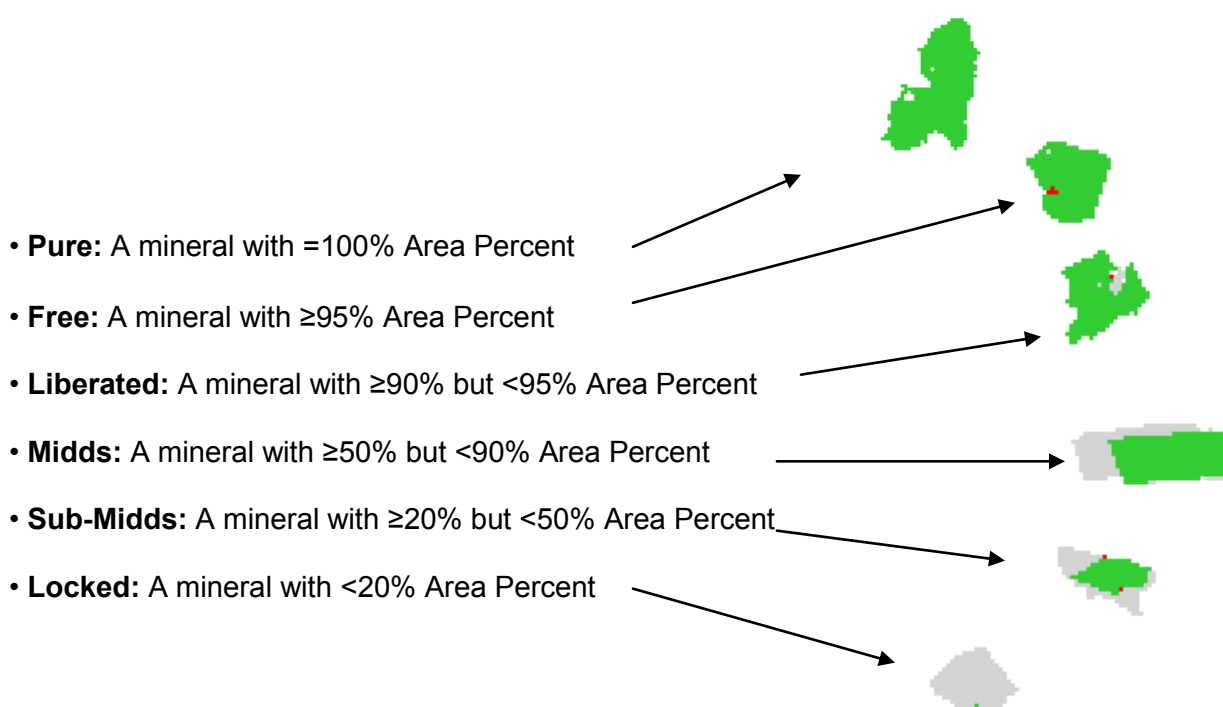 • Pure: A mineral with =100% Area Percent
• Free: A mineral with ≥95% Area Percent
• Liberated: A mineral with ≥90% but <95% Area Percent
• Midds: A mineral with ≥50% but <90% Area Percent
• Sub-Midds: A mineral with ≥20% but <50% Area Percent
• Locked: A mineral with <20% Area Percent